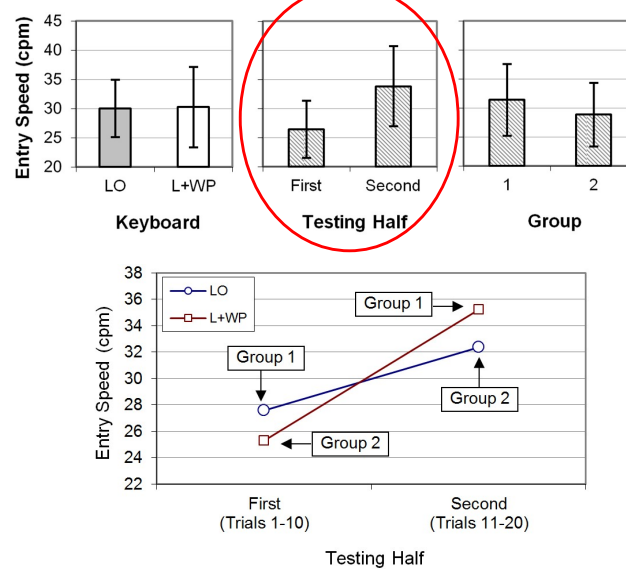 Entry Speed (cpm)
45
40
35
30
25
20
LO L+WP
Keyboard
First Second
Testing Half
1 2
Group
Entry Speed (cpm)
38
36
34
32
30
28
26
24
22
LO
L+WP
Group 1
Group 1
Group 2
Group 2
First Second
(Trials 1-10) (Trials 11-20)
Testing Half